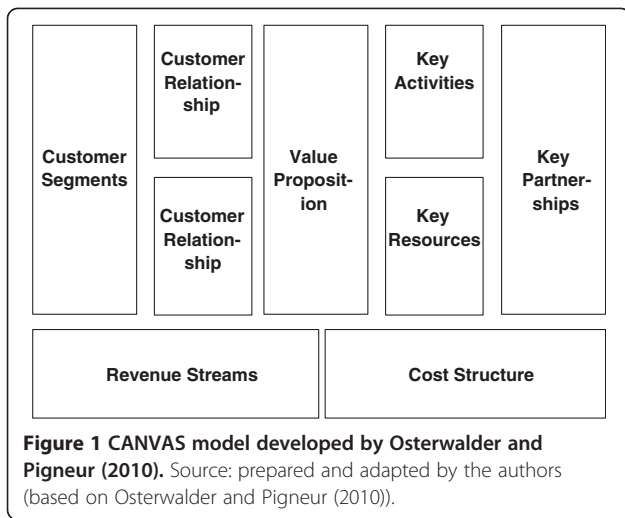 Customer
Segments
Customer
Relation-
ship
Customer
Relation-
ship
Value
Proposit-
ion
Key
Activities
Key
Resources
Key
Partner-
ships
Revenue Streams
Cost Structure
Figure 1 CANVAS model developed by Osterwalder and
Pigneur (2010). Source: prepared and adapted by the authors
(based on Osterwalder and Pigneur (2010)).